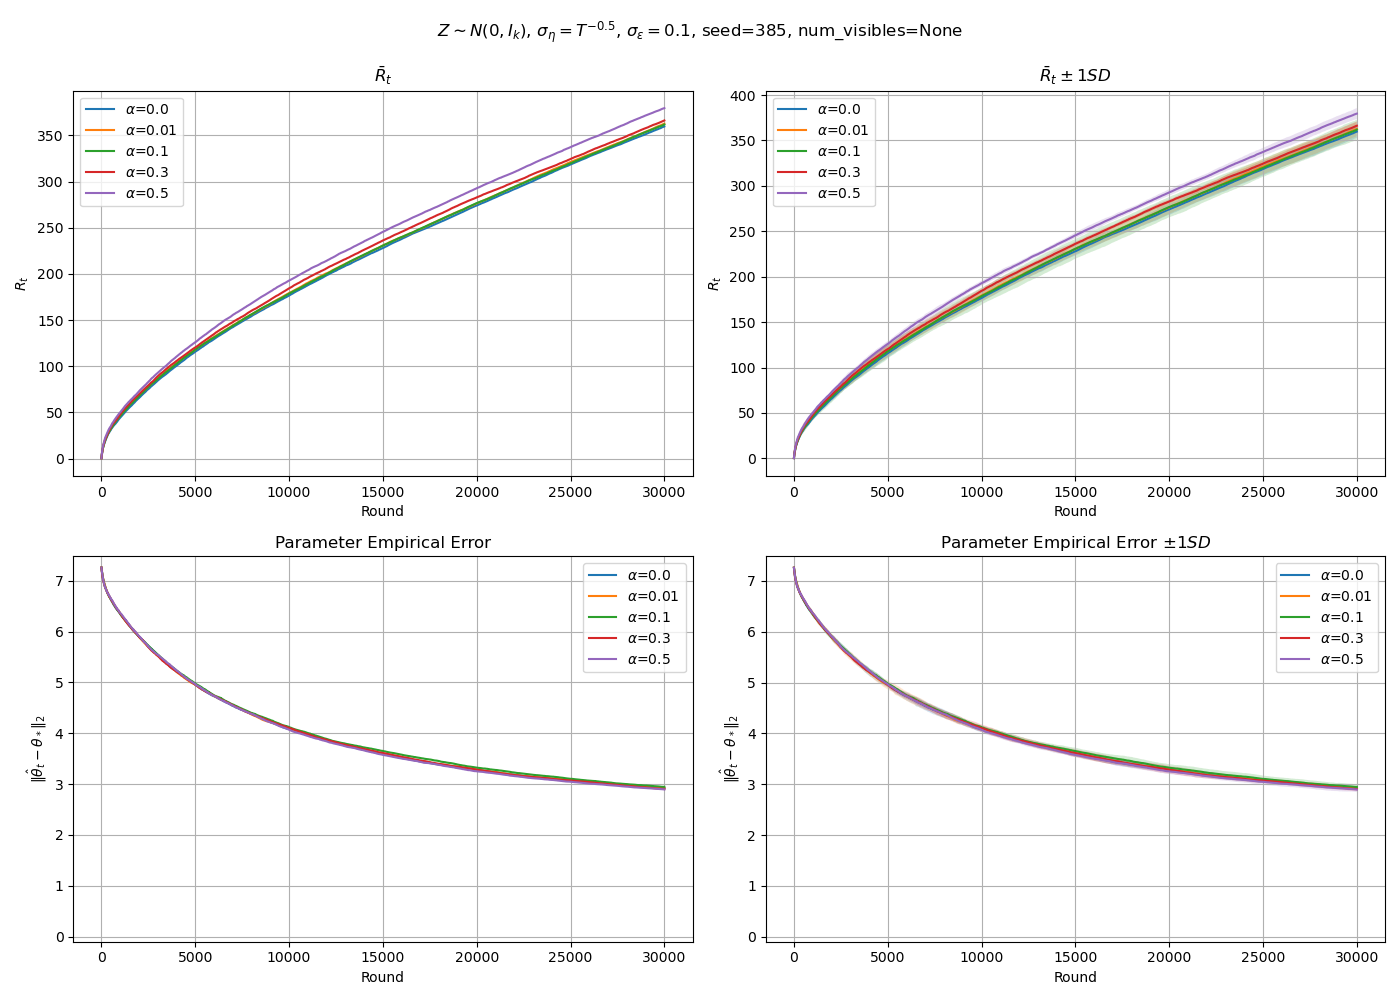 Z ∼ N(0, I_k), σ_η = T^{−0.5}, σ_ε = 0.1, seed=385, num_visibles=None
R̄_t
R_t
350
300
250
200
150
100
50
0
α=0.0
α=0.01
α=0.1
α=0.3
α=0.5
0 5000 10000 15000 20000 25000 30000
Round
R̄_t ± 1SD
R_t
400
350
300
250
200
150
100
50
0
α=0.0
α=0.01
α=0.1
α=0.3
α=0.5
0 5000 10000 15000 20000 25000 30000
Round
Parameter Empirical Error
‖θ̂_t − θ_*‖_2
7
6
5
4
3
2
1
0
α=0.0
α=0.01
α=0.1
α=0.3
α=0.5
0 5000 10000 15000 20000 25000 30000
Round
Parameter Empirical Error ±1SD
‖θ̂_t − θ_*‖_2
7
6
5
4
3
2
1
0
α=0.0
α=0.01
α=0.1
α=0.3
α=0.5
0 5000 10000 15000 20000 25000 30000
Round